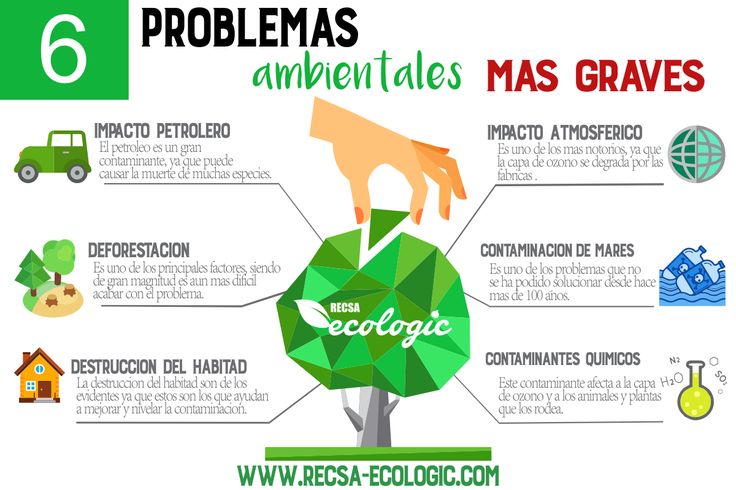 6 PROBLEMAS
ambientales MAS GRAVES
IMPACTO PETROLERO
El petroleo es un gran
contaminante, ya que puede
causar la muerte de muchas especies.
IMPACTO ATMOSFERICO
Es uno de los mas notorios, ya que
la capa de ozono se degrada por las
fabricas .
DEFORESTACION
Es uno de los principales factores, siendo
de gran magnitud es aun mas dificil
acabar con el problema.
CONTAMINACION DE MARES
Es uno de los problemas que no
se ha podido solucionar desde hace
mas de 100 años.
RECSA
ecologic
DESTRUCCION DEL HABITAD
La destruccion del habitad son de los
evidentes ya que estos son los que ayudan
a mejorar y nivelar la contaminacion.
CONTAMINANTES QUIMICOS
Este contaminante afecta a la capa
de ozono y a los animales y plantas
que los rodea.
N2
H2O
SO2
WWW.RECSA-ECOLOGIC.COM